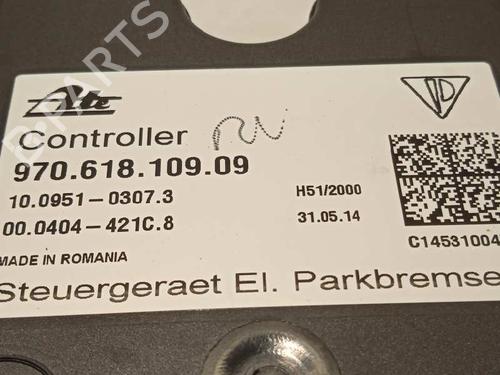 Ate
Controller
970.618.109.09
10.0951-0307.3
H51/2000
00.0404-421C.8
31.05.14
C14531004
MADE IN ROMANIA
Steuergeraet El. Parkbremse
B-PARTS